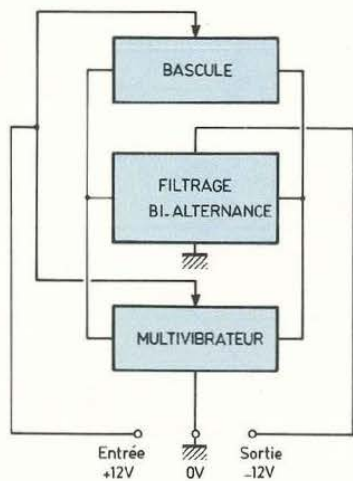 BASCULE
FILTRAGE
BI-ALTERNANCE
MULTIVIBRATEUR
Entrée
+12V
0V
Sortie
-12V